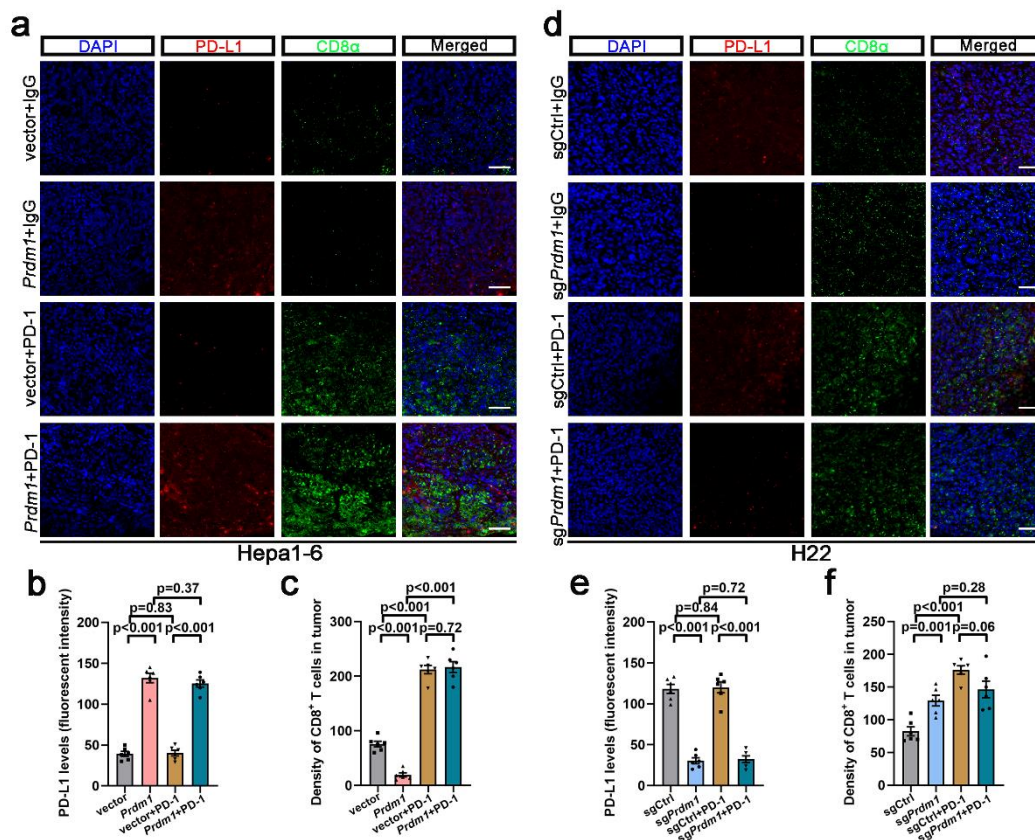 a
DAPI PD-L1 CD8α Merged
vector+IgG
Prdm1+IgG
vector+PD-1
Prdm1+PD-1
Hepa1-6
d
DAPI PD-L1 CD8α Merged
sgCtrl+IgG
sgPrdm1+IgG
sgCtrl+PD-1
sgPrdm1+PD-1
H22
b
PD-L1 levels (fluorescent intensity)
p=0.37
p=0.83
p<0.001 p<0.001
200
150
100
50
0
vector
Prdm1
vector+PD-1
Prdm1+PD-1
c
Density of CD8+ T cells in tumor
p<0.001
p<0.001
p<0.001 p=0.72
300
200
100
0
vector
Prdm1
vector+PD-1
Prdm1+PD-1
e
PD-L1 levels (fluorescent intensity)
p=0.72
p=0.84
p<0.001 p<0.001
200
150
100
50
0
sgCtrl
sgPrdm1
sgCtrl+PD-1
sgPrdm1+PD-1
f
Density of CD8+ T cells in tumor
p=0.28
p<0.001
p=0.001 p=0.06
250
200
150
100
50
0
sgCtrl
sgPrdm1
sgCtrl+PD-1
sgPrdm1+PD-1